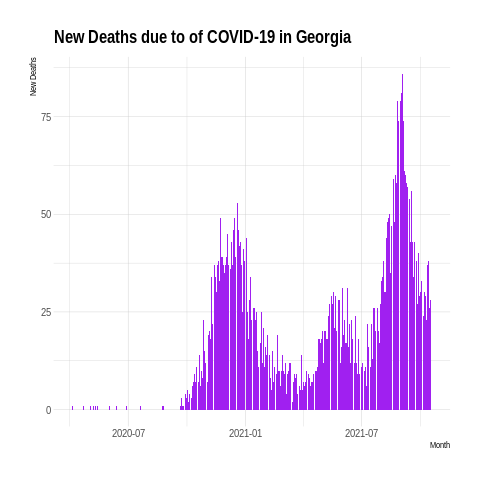 New Deaths due to of COVID-19 in Georgia
New Deaths
75
50
25
0
2020-07
2021-01
2021-07
Month